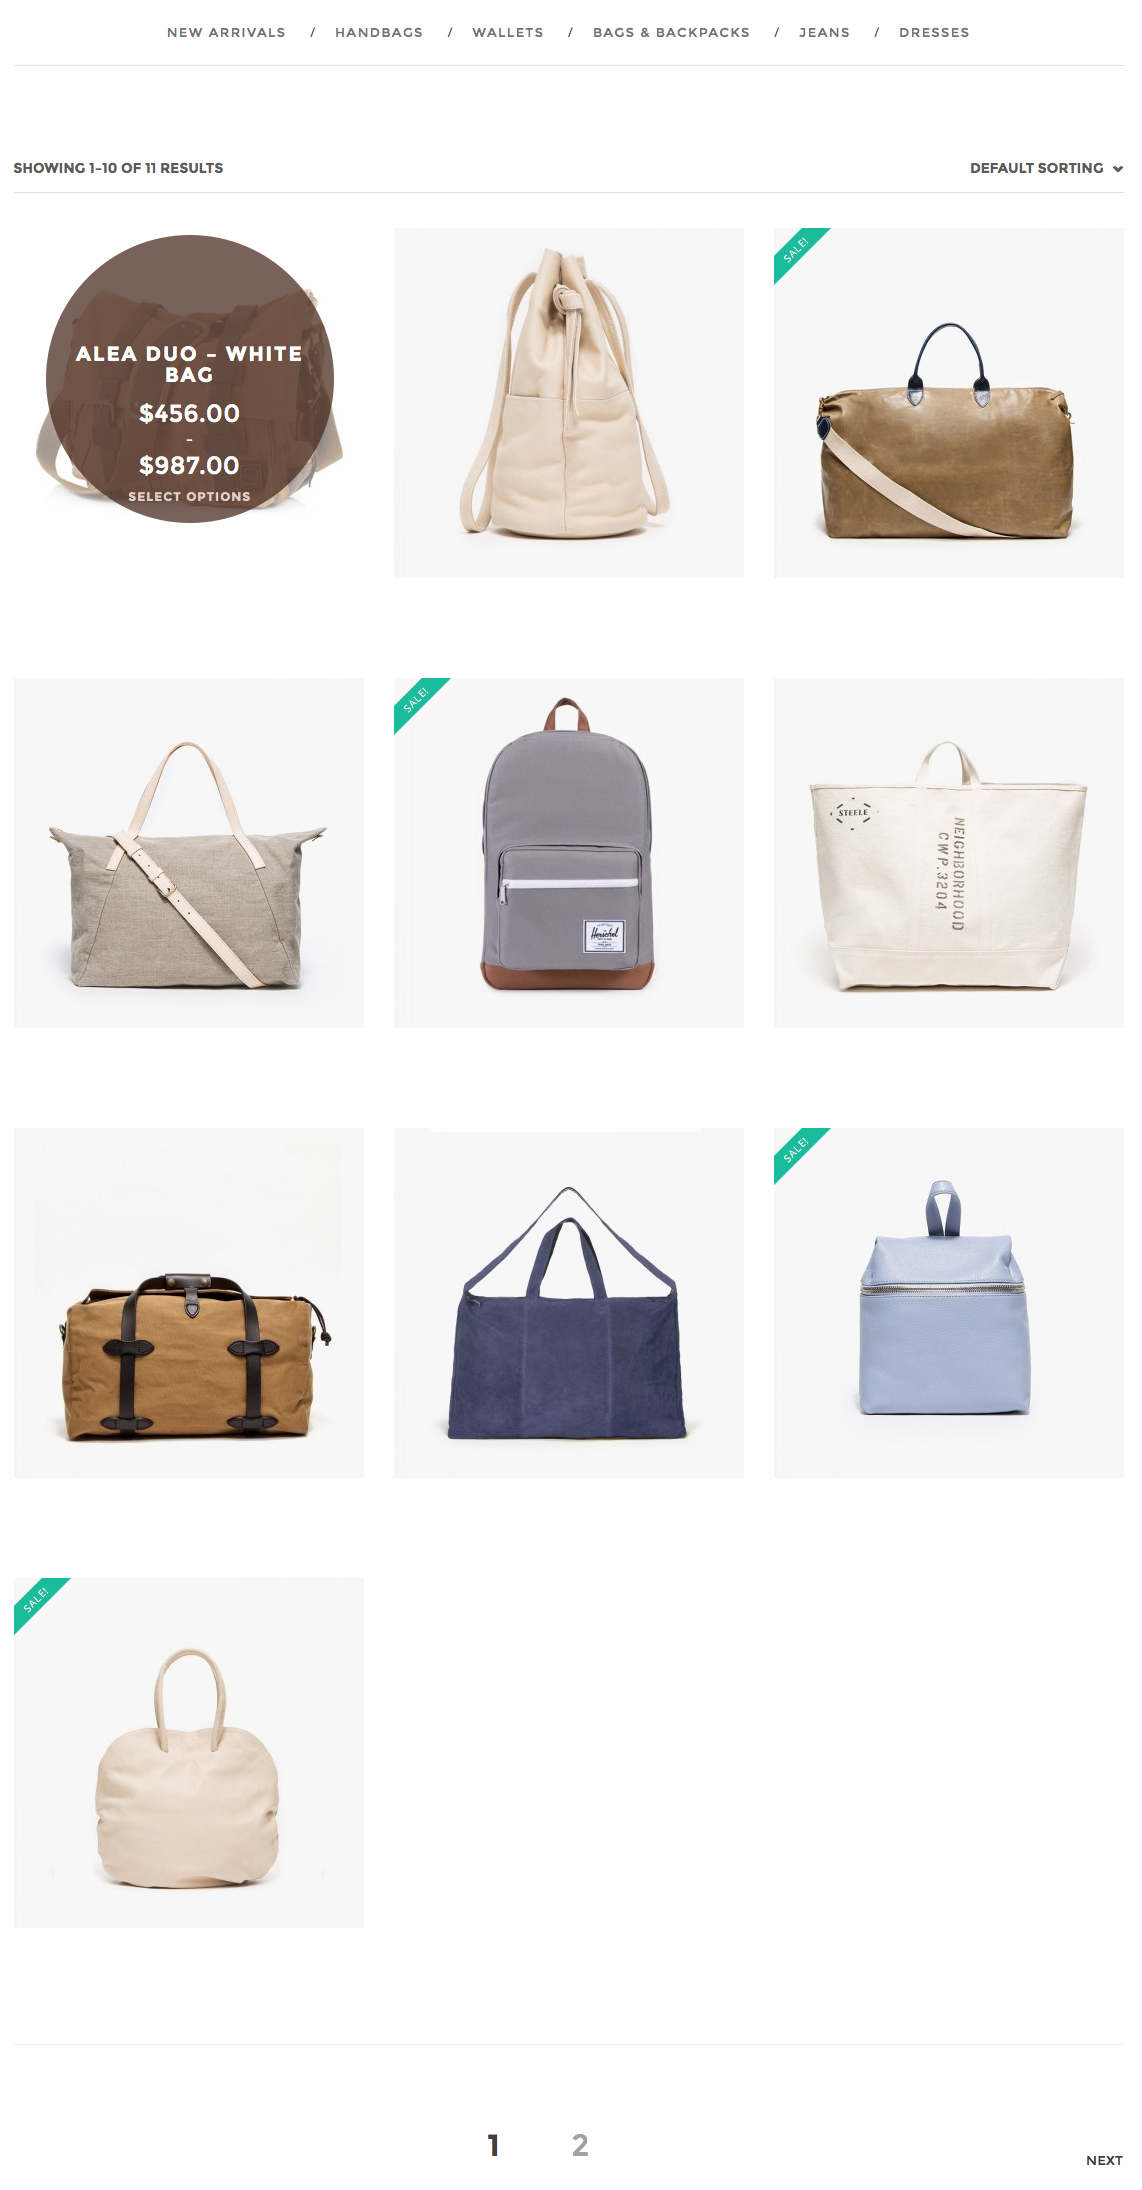 NEW ARRIVALS / HANDBAGS / WALLETS / BAGS & BACKPACKS / JEANS / DRESSES
SHOWING 1–10 OF 11 RESULTS
DEFAULT SORTING
ALEA DUO – WHITE
BAG
$456.00
–
$987.00
SELECT OPTIONS
SALE!
SALE!
Herschel
STEELE
NEIGHBORHOOD
CWP.3204
SALE!
SALE!
1 2
NEXT